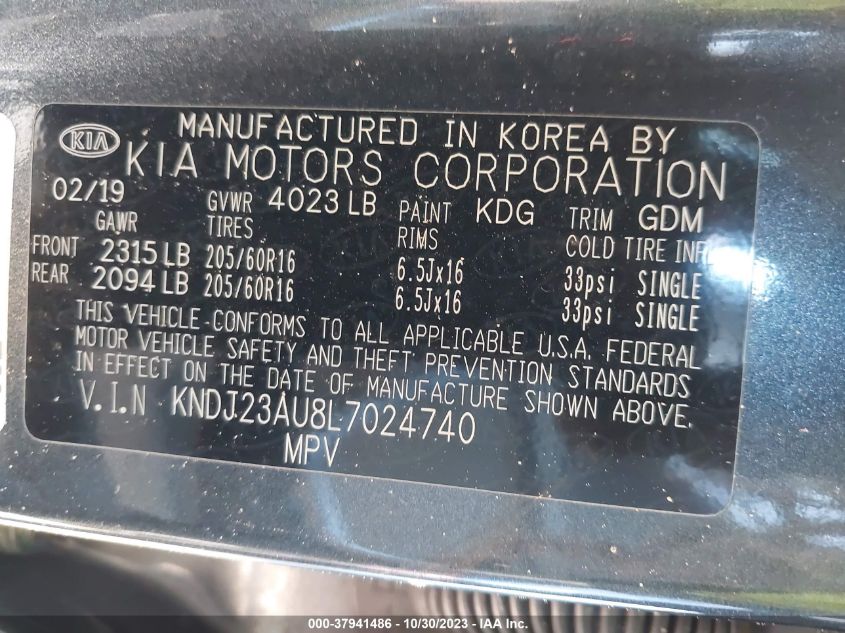 KIA
MANUFACTURED IN KOREA BY
KIA MOTORS CORPORATION
02/19 GVWR 4023 LB PAINT KDG TRIM GDM
GAWR TIRES RIMS COLD TIRE INF
FRONT 2315 LB 205/60R16 6.5Jx16 33psi SINGLE
REAR 2094 LB 205/60R16 6.5Jx16 33psi SINGLE
THIS VEHICLE CONFORMS TO ALL APPLICABLE U.S.A. FEDERAL
MOTOR VEHICLE SAFETY AND THEFT PREVENTION STANDARDS
IN EFFECT ON THE DATE OF MANUFACTURE SHOWN ABOVE.
V.I.N KNDJ23AU8L7024740
MPV
000-37941486 - 10/30/2023 - IAA Inc.